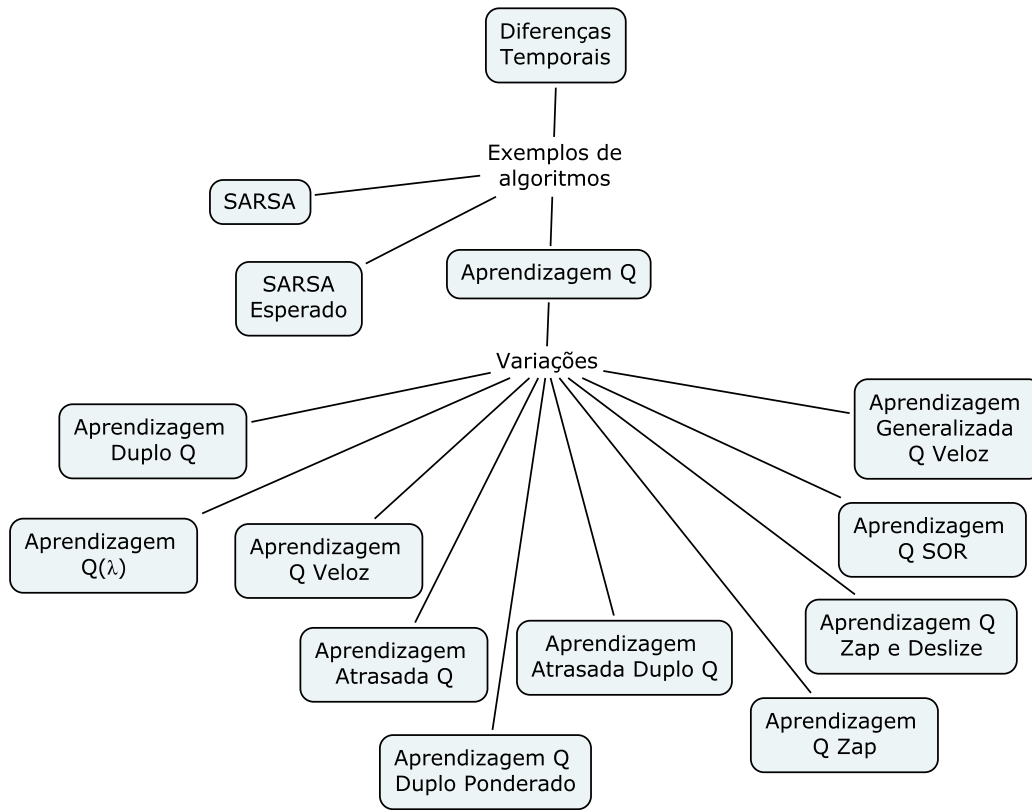 Diferenças
Temporais
Exemplos de
algoritmos
SARSA
SARSA
Esperado
Aprendizagem Q
Variações
Aprendizagem
Duplo Q
Aprendizagem
Generalizada
Q Veloz
Aprendizagem
Q(λ)
Aprendizagem
Q Veloz
Aprendizagem
Q SOR
Aprendizagem
Atrasada Q
Aprendizagem
Atrasada Duplo Q
Aprendizagem Q
Zap e Deslize
Aprendizagem Q
Duplo Ponderado
Aprendizagem
Q Zap